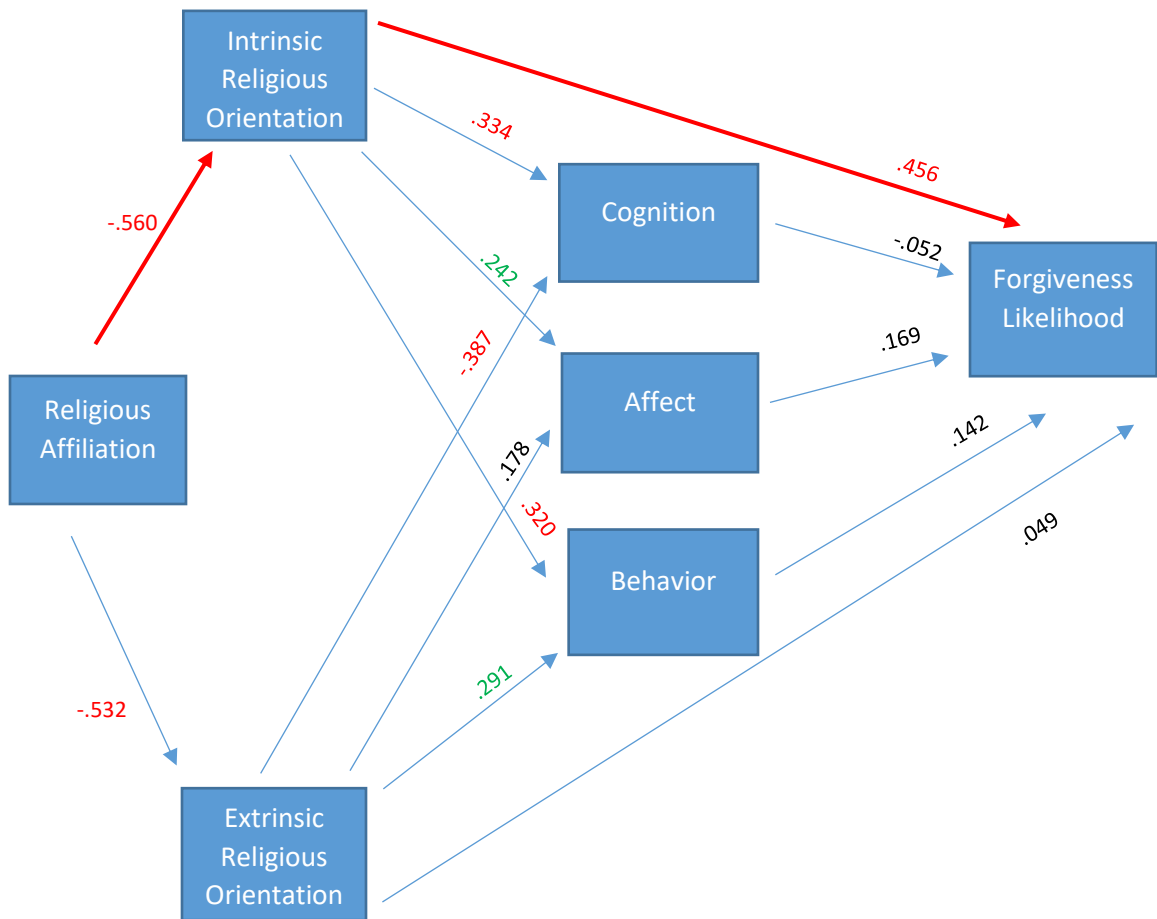 Intrinsic
Religious
Orientation
.334
.456
-.560
Cognition
-.052
.242
Forgiveness
Likelihood
-.387
.169
Religious
Affiliation
Affect
.178
.142
.320
.049
Behavior
.291
-.532
Extrinsic
Religious
Orientation